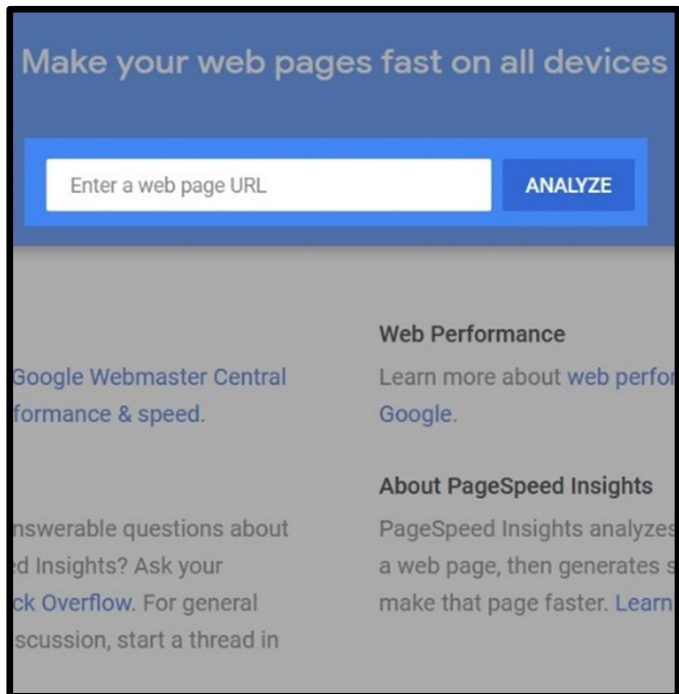 Make your web pages fast on all devices
Enter a web page URL
ANALYZE
Google Webmaster Central
formance & speed.
nswerable questions about
ed Insights? Ask your
ck Overflow. For general
scussion, start a thread in
Web Performance
Learn more about web perfor
Google.
About PageSpeed Insights
PageSpeed Insights analyzes
a web page, then generates s
make that page faster. Learn